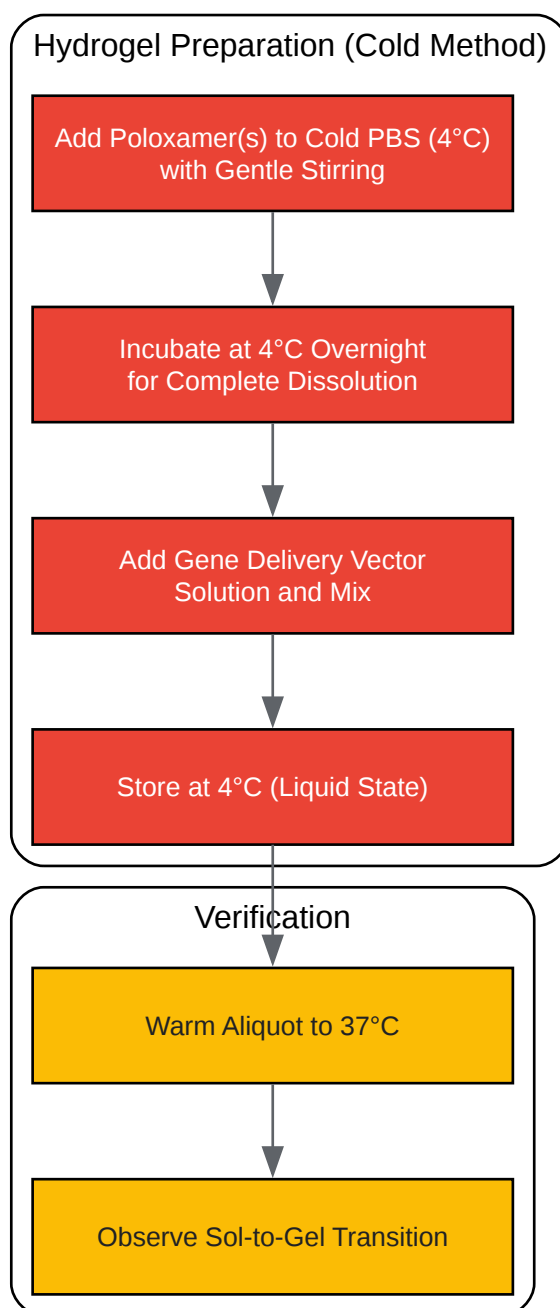 Hydrogel Preparation (Cold Method)
Add Poloxamer(s) to Cold PBS (4°C)
with Gentle Stirring
Incubate at 4°C Overnight
for Complete Dissolution
Add Gene Delivery Vector
Solution and Mix
Store at 4°C (Liquid State)
Verification
Warm Aliquot to 37°C
Observe Sol-to-Gel Transition